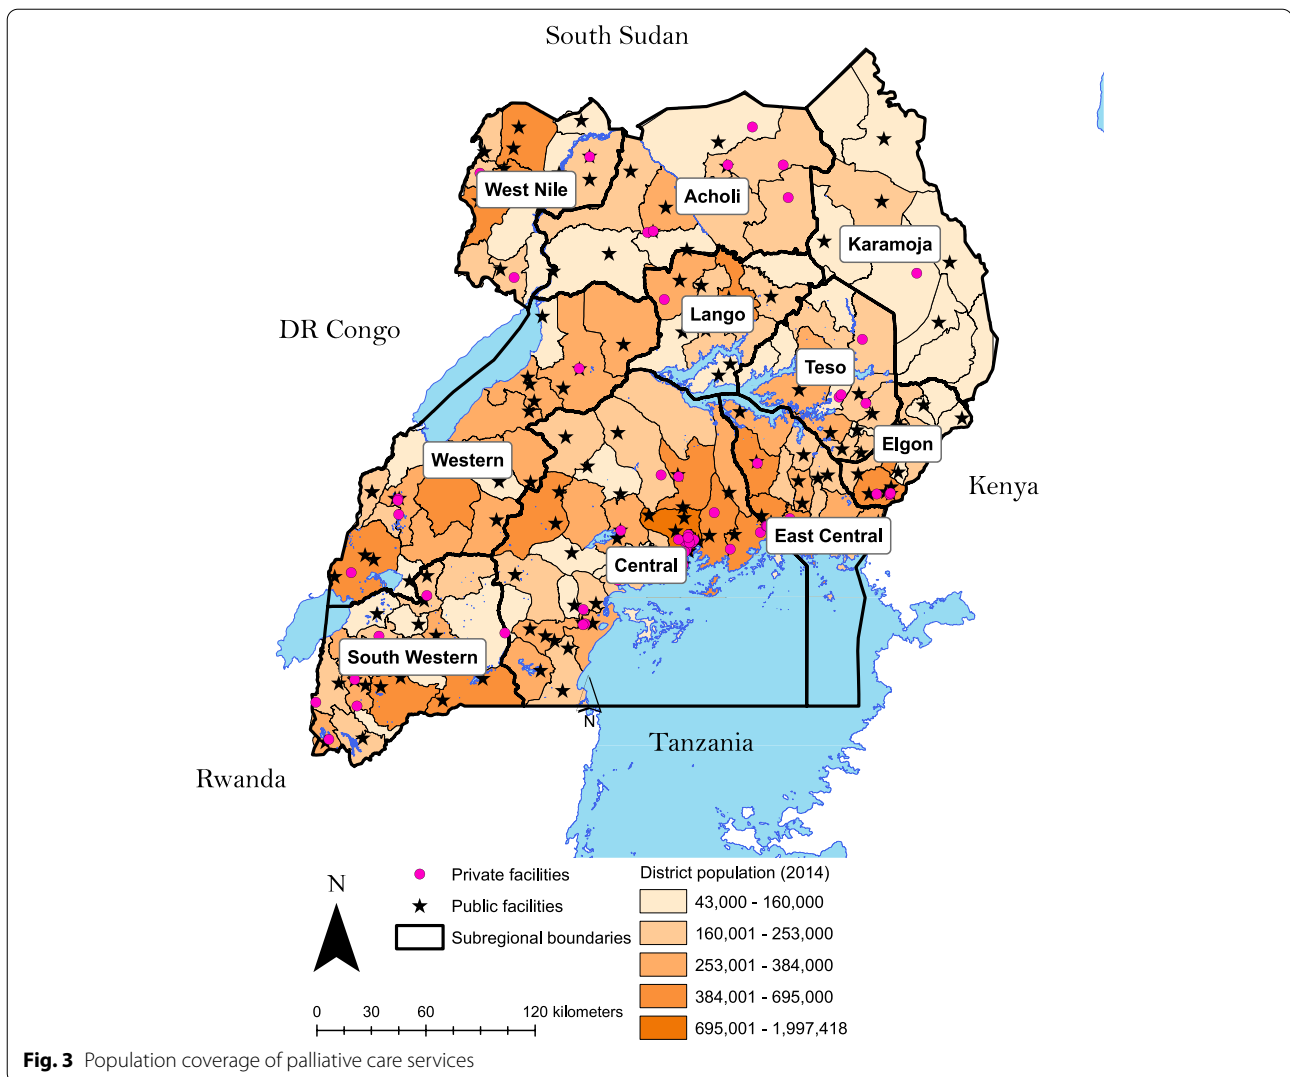 South Sudan
West Nile
Acholi
Karamoja
DR Congo
Lango
Teso
Elgon
Western
Kenya
East Central
Central
South Western
N
Tanzania
Rwanda
N
Private facilities
Public facilities
Subregional boundaries
0 30 60 120 kilometers
District population (2014)
43,000 - 160,000
160,001 - 253,000
253,001 - 384,000
384,001 - 695,000
695,001 - 1,997,418
Fig. 3 Population coverage of palliative care services